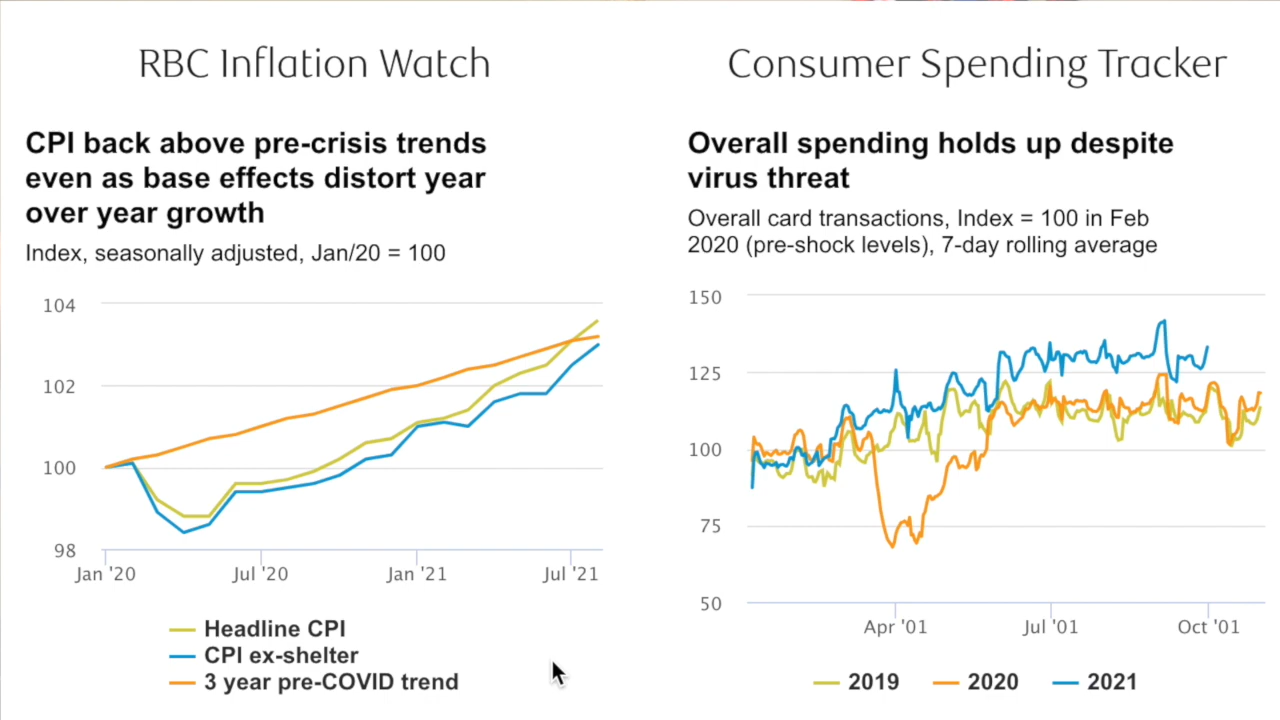 RBC Inflation Watch
CPI back above pre-crisis trends
even as base effects distort year
over year growth
Index, seasonally adjusted, Jan/20 = 100
104
102
100
98
Jan '20
Jul '20
Jan '21
Jul '21
Headline CPI
CPI ex-shelter
3 year pre-COVID trend
Consumer Spending Tracker
Overall spending holds up despite
virus threat
Overall card transactions, Index = 100 in Feb
2020 (pre-shock levels), 7-day rolling average
150
125
100
75
50
Apr '01
Jul '01
Oct '01
2019
2020
2021